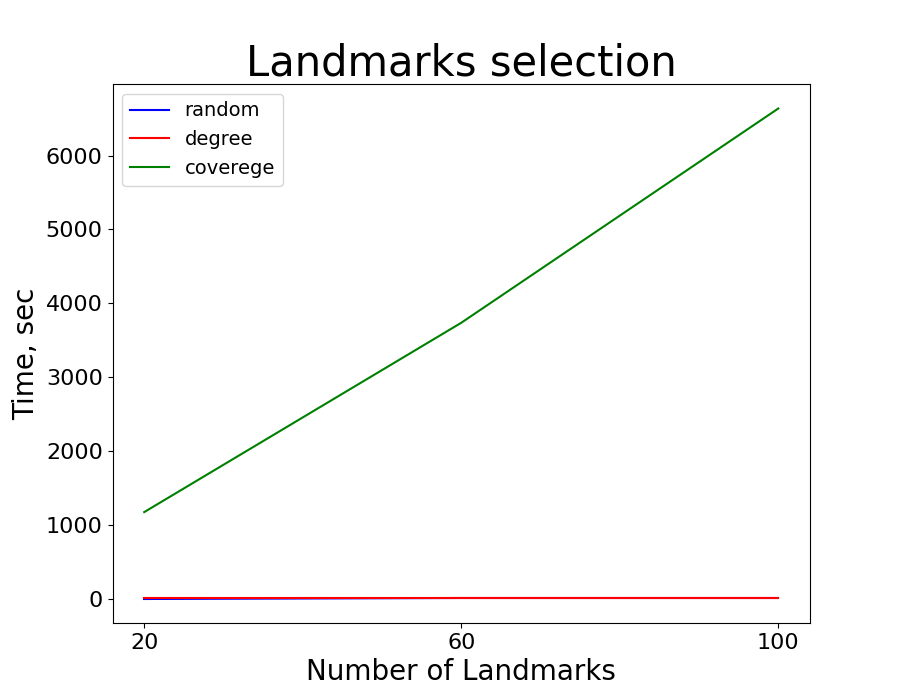 Landmarks selection
random
degree
coverege
6000
5000
4000
3000
2000
1000
0
Time, sec
20 60 100
Number of Landmarks